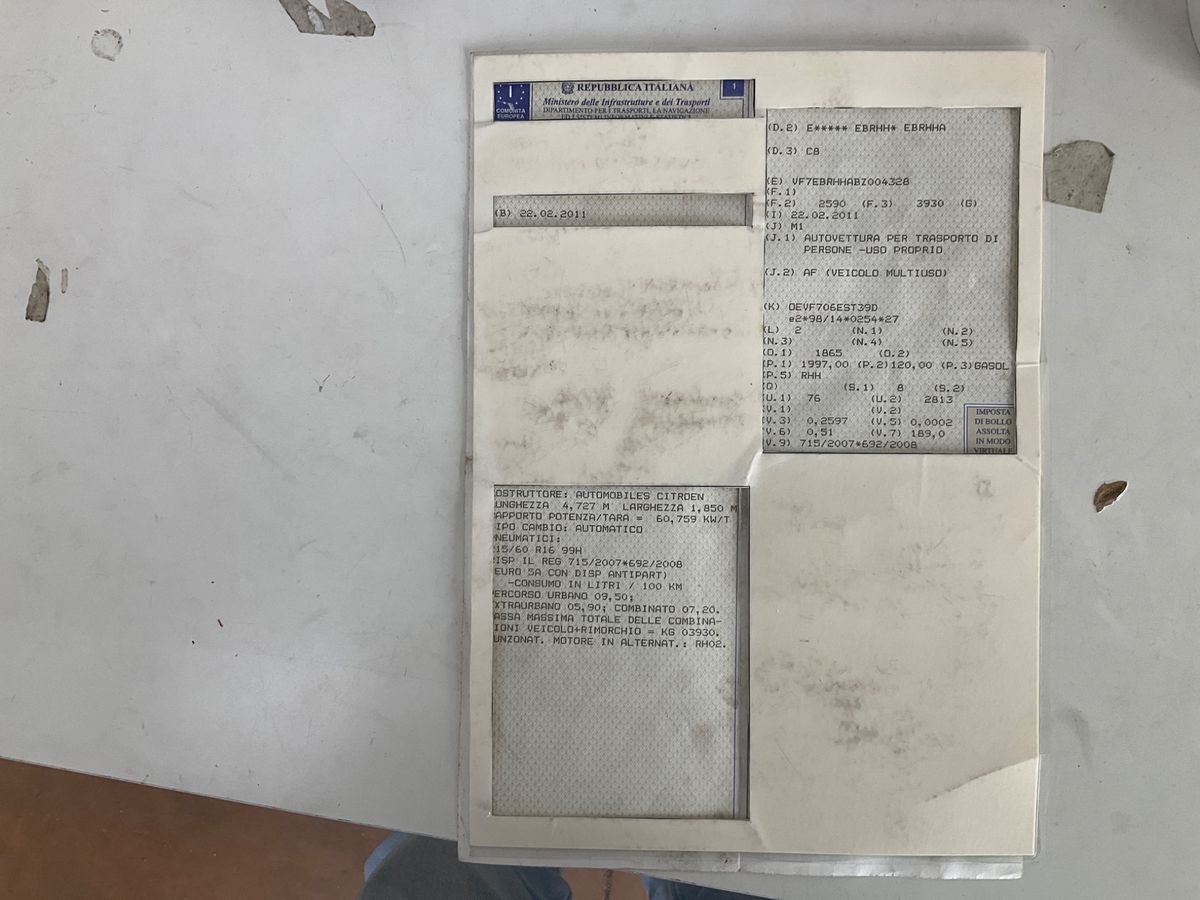 I
COMUNITÀ
EUROPEA
REPUBBLICA ITALIANA
1
Ministero delle Infrastrutture e dei Trasporti
DIPARTIMENTO PER I TRASPORTI, LA NAVIGAZIONE
ED I SISTEMI INFORMATIVI E STATISTICI
(B) 22.02.2011
OSTRUTTORE: AUTOMOBILES CITROEN
UNGHEZZA 4,727 M LARGHEZZA 1,850 M
APPORTO POTENZA/TARA = 60,759 KW/T
IPO CAMBIO: AUTOMATICO
NEUMATICI:
15/60 R16 99H
ISP IL REG 715/2007*692/2008
EURO 5A CON DISP ANTIPART)
-CONSUMO IN LITRI / 100 KM
ERCORSO URBANO 09,50;
XTRAURBANO 05,90; COMBINATO 07,20.
ASSA MASSIMA TOTALE DELLE COMBINA-
IONI VEICOLO+RIMORCHIO = KG 03930.
UNZONAT. MOTORE IN ALTERNAT.: RH02.
(D.2) E***** EBRHH* EBRHHA
(D.3) C8
(E) VF7EBRHHABZ004328
(F.1)
(F.2) 2590 (F.3) 3930 (G)
(I) 22.02.2011
(J) M1
(J.1) AUTOVETTURA PER TRASPORTO DI
PERSONE -USO PROPRIO
(J.2) AF (VEICOLO MULTIUSO)
(K) OEVF706EST39D
e2*98/14*0254*27
(L) 2 (N.1) (N.2)
(N.3) (N.4) (N.5)
(O.1) 1865 (O.2)
(P.1) 1997,00 (P.2) 120,00 (P.3) GASOL
(P.5) RHH
(Q) (S.1) 8 (S.2)
(U.1) 76 (U.2) 2813
(V.1) (V.2)
(V.3) 0,2597 (V.5) 0,0002
(V.6) 0,51 (V.7) 189,0
(V.9) 715/2007*692/2008
IMPOSTA
DI BOLLO
ASSOLTA
IN MODO
VIRTUALE